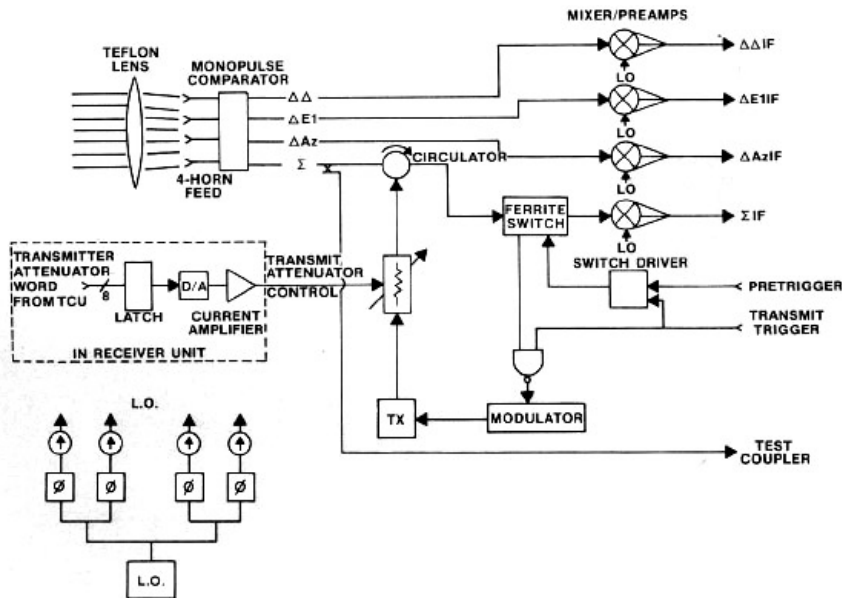 MIXER/PREAMPS
TEFLON
LENS
MONOPULSE
COMPARATOR
ΔΔ
ΔΔIF
LO
ΔE1
ΔE1IF
LO
ΔAz
CIRCULATOR
ΔAzIF
Σ
4-HORN
FEED
LO
FERRITE
SWITCH
ΣIF
LO
TRANSMITTER
ATTENUATOR
WORD
FROM TCU
8
LATCH
D/A
CURRENT
AMPLIFIER
IN RECEIVER UNIT
TRANSMIT
ATTENUATOR
CONTROL
SWITCH DRIVER
PRETRIGGER
TRANSMIT
TRIGGER
TX
MODULATOR
TEST
COUPLER
L.O.
Ø Ø Ø Ø
L.O.